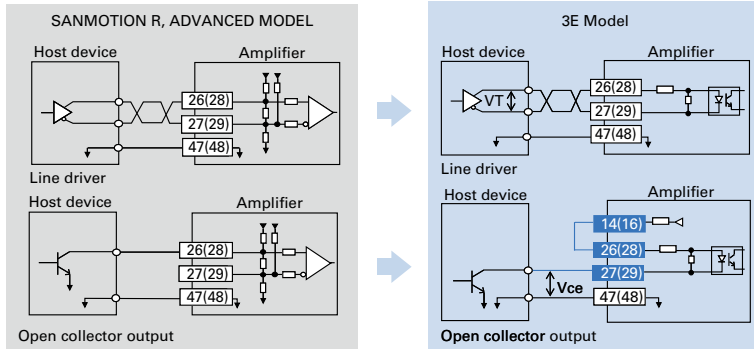 SANMOTION R, ADVANCED MODEL
Host device
Amplifier
26(28)
27(29)
47(48)
Line driver
Host device
Amplifier
26(28)
27(29)
47(48)
Open collector output
3E Model
Host device
Amplifier
VT
26(28)
27(29)
47(48)
Line driver
Host device
Amplifier
14(16)
26(28)
27(29)
Vce
47(48)
Open collector output